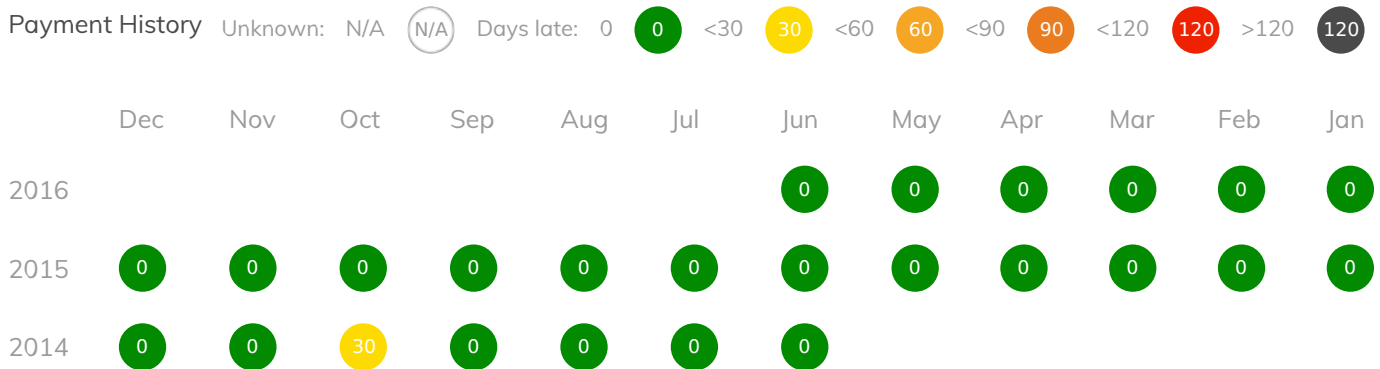 Payment History Unknown: N/A N/A Days late: 0 0 <30 30 <60 60 <90 90 <120 120 >120 120
Dec Nov Oct Sep Aug Jul Jun May Apr Mar Feb Jan
2016 0 0 0 0 0 0
2015 0 0 0 0 0 0 0 0 0 0 0 0
2014 0 0 30 0 0 0 0